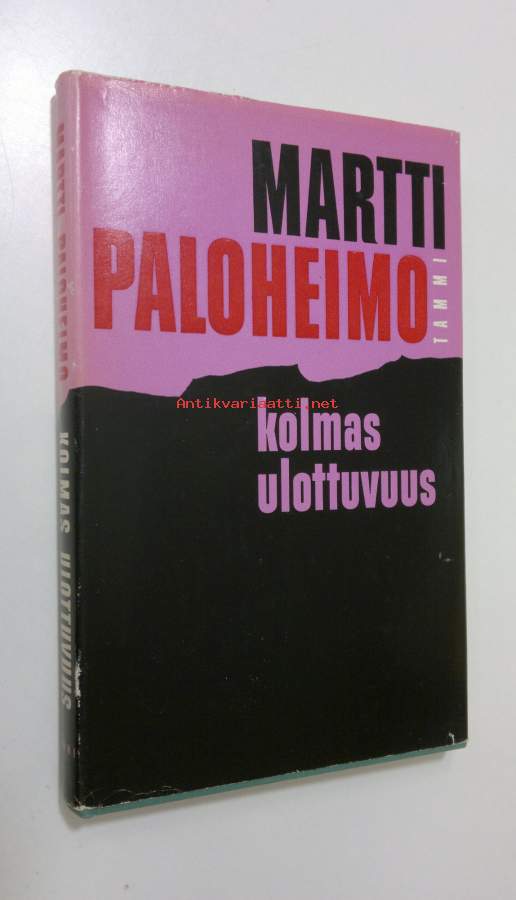 MARTTI
PALOHEIMO
TAMMI
Antikvariaatti.net
kolmas
ulottuvuus
MARTTI PALOHEIMO KOLMAS ULOTTUVUUS